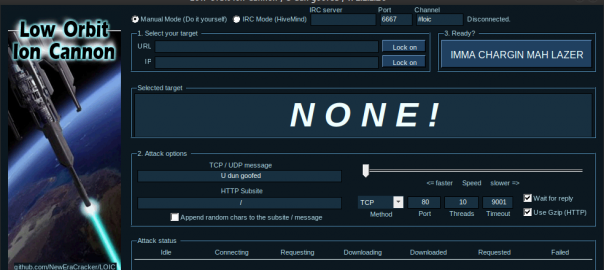 Low Orbit
Ion Cannon
github.com/NewEraCracker/LOIC
Manual Mode (Do it yourself) IRC Mode (HiveMind) IRC server Port Channel
6667 #loic Disconnected.
1. Select your target
URL Lock on
IP Lock on
3. Ready?
IMMA CHARGIN MAH LAZER
Selected target
NONE!
2. Attack options
TCP / UDP message
U dun goofed
HTTP Subsite
/
Append random chars to the subsite / message
<= faster Speed slower =>
TCP 80 10 9001
Method Port Threads Timeout
Wait for reply
Use Gzip (HTTP)
Attack status
Idle Connecting Requesting Downloading Downloaded Requested Failed